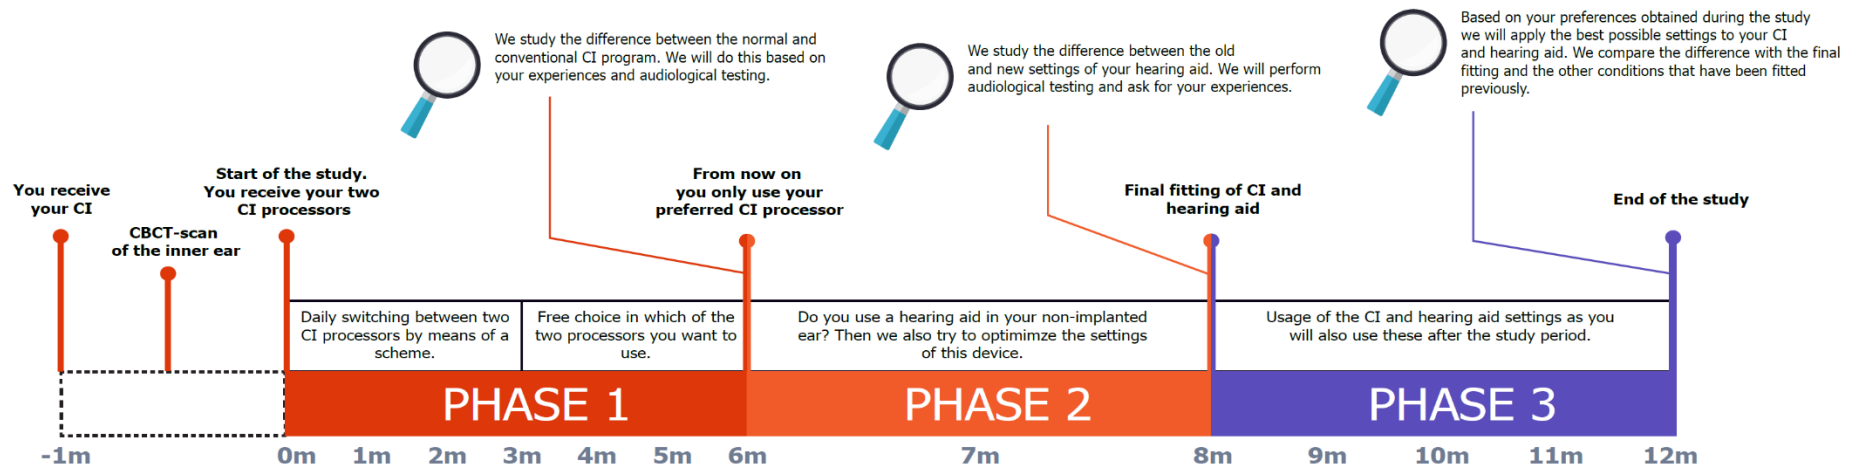 We study the difference between the normal and
conventional CI program. We will do this based on
your experiences and audiological testing.
We study the difference between the old
and new settings of your hearing aid. We will perform
audiological testing and ask for your experiences.
Based on your preferences obtained during the study
we will apply the best possible settings to your CI
and hearing aid. We compare the difference with the final
fitting and the other conditions that have been fitted
previously.
You receive
your CI
CBCT-scan
of the inner ear
Start of the study.
You receive your two
CI processors
From now on
you only use your
preferred CI processor
Final fitting of CI and
hearing aid
End of the study
Daily switching between two
CI processors by means of a
scheme.
Free choice in which of the
two processors you want to
use.
Do you use a hearing aid in your non-implanted
ear? Then we also try to optimimze the settings
of this device.
Usage of the CI and hearing aid settings as you
will also use these after the study period.
PHASE 1
PHASE 2
PHASE 3
-1m 0m 1m 2m 3m 4m 5m 6m 7m 8m 9m 10m 11m 12m